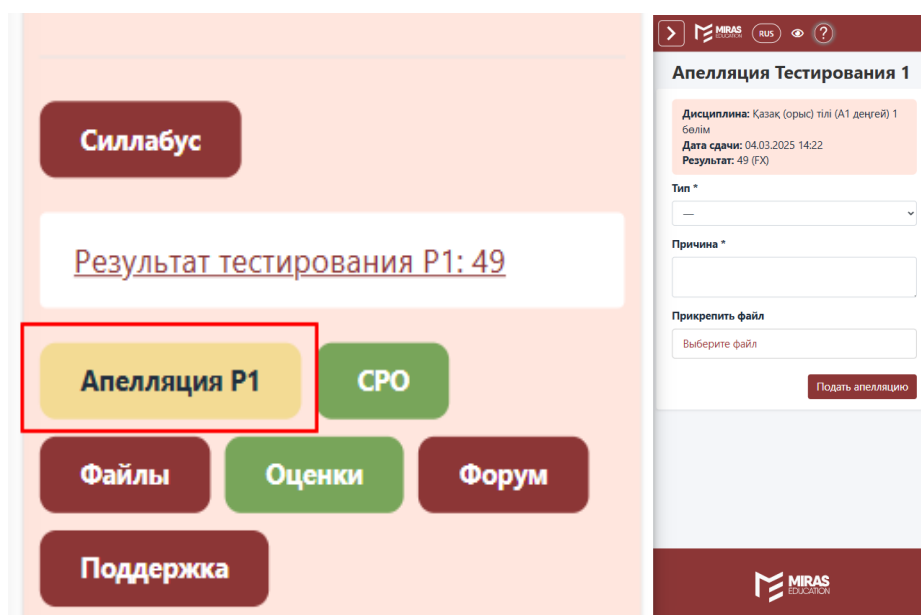 Силлабус
Результат тестирования Р1: 49
Апелляция Р1
СРО
Файлы
Оценки
Форум
Поддержка
MIRAS
EDUCATION
RUS
?
Апелляция Тестирования 1
Дисциплина: Қазақ (орыс) тілі (А1 деңгей) 1
бөлім
Дата сдачи: 04.03.2025 14:22
Результат: 49 (FX)
Тип *
—
Причина *
Прикрепить файл
Выберите файл
Подать апелляцию
MIRAS
EDUCATION